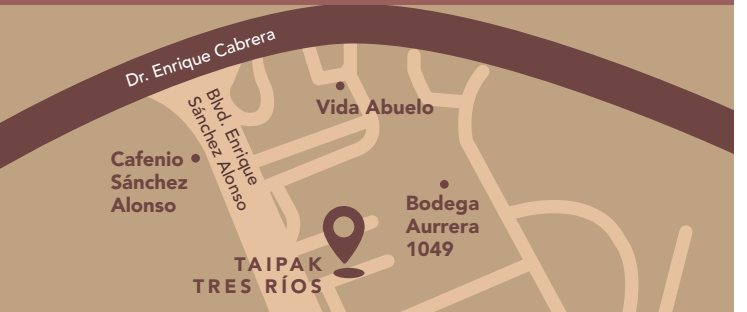 Dr. Enrique Cabrera
Blvd. Enrique
Sánchez Alonso
Vida Abuelo
Cafenio
Sánchez
Alonso
Bodega
Aurrera
1049
TAIPAK
TRES RÍOS